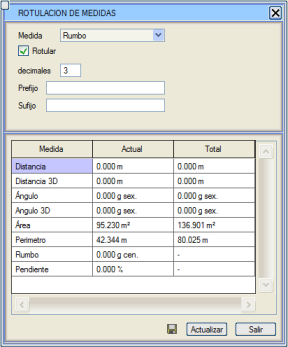 ROTULACION DE MEDIDAS
Medida Rumbo
Rotular
decimales 3
Prefijo
Sufijo
Medida Actual Total
Distancia 0.000 m 0.000 m
Distancia 3D 0.000 m 0.000 m
Ángulo 0.000 g sex. 0.000 g sex.
Angulo 3D 0.000 g sex. 0.000 g sex.
Área 95.230 m² 136.901 m²
Perimetro 42.344 m 80.025 m
Rumbo 0.000 g cen. -
Pendiente 0.000 % -
Actualizar Salir